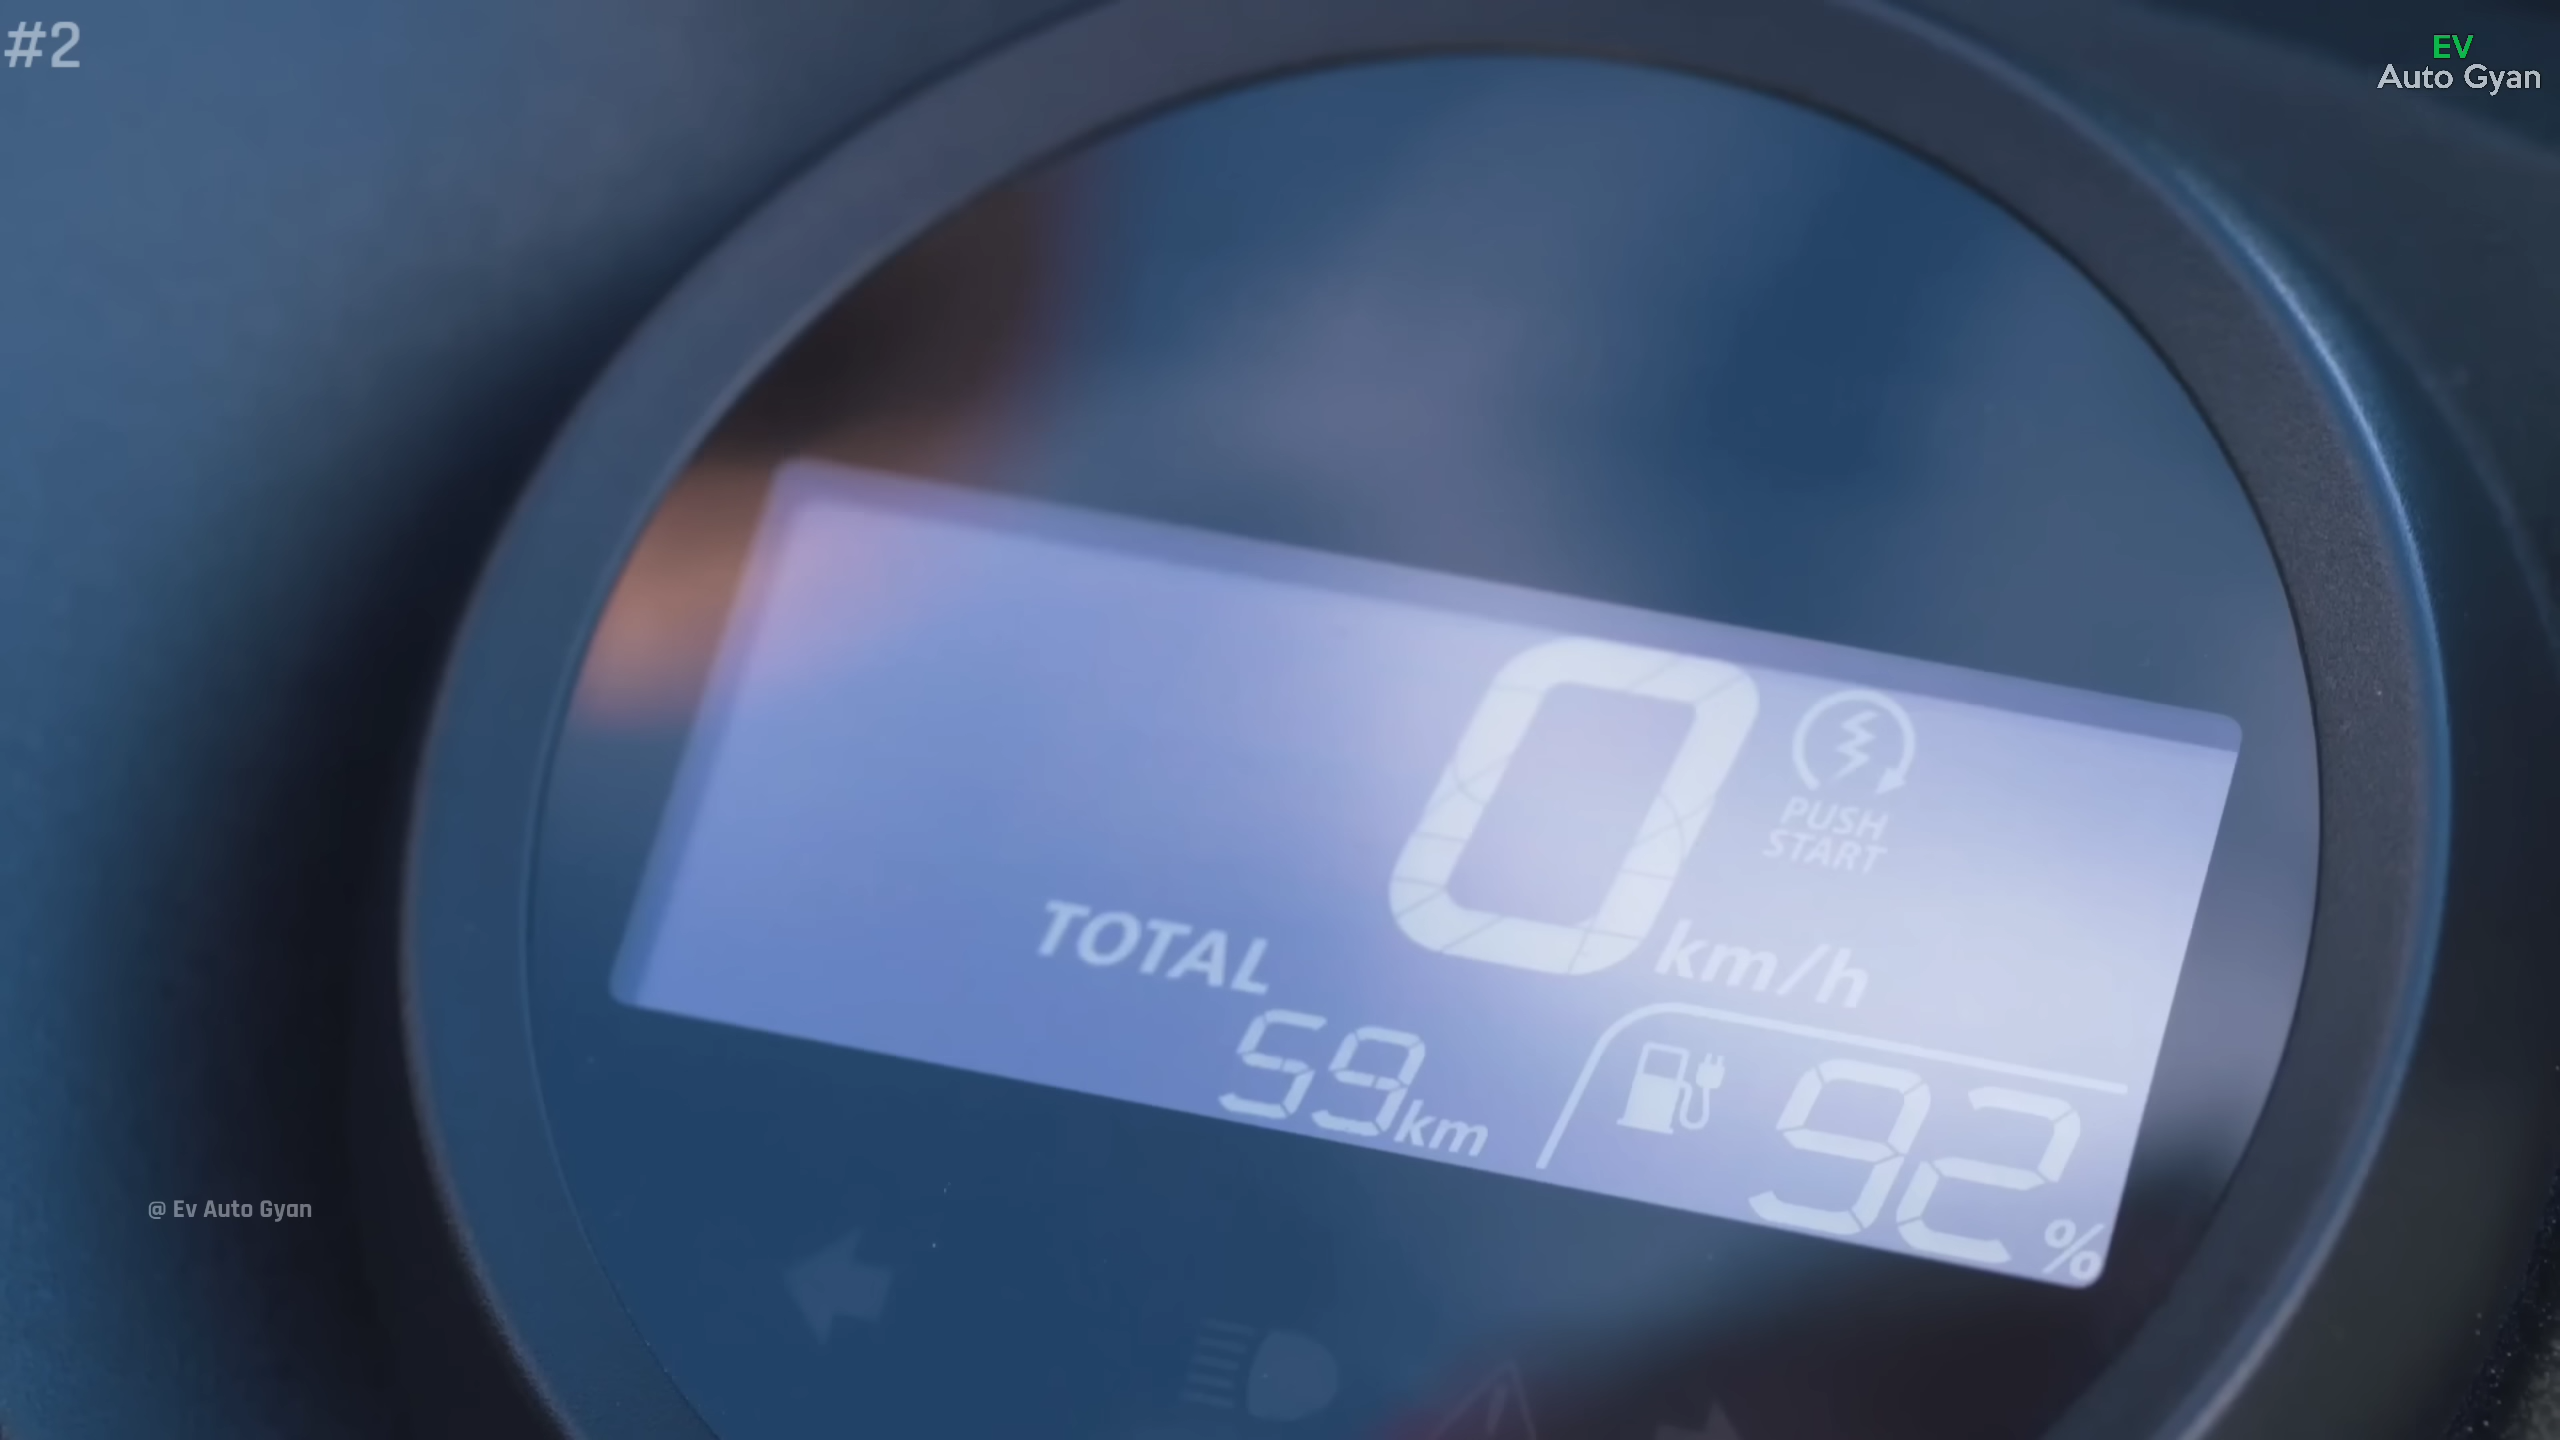 #2
EV
Auto Gyan
0
PUSH
START
km/h
TOTAL
59km
92
%
@ Ev Auto Gyan